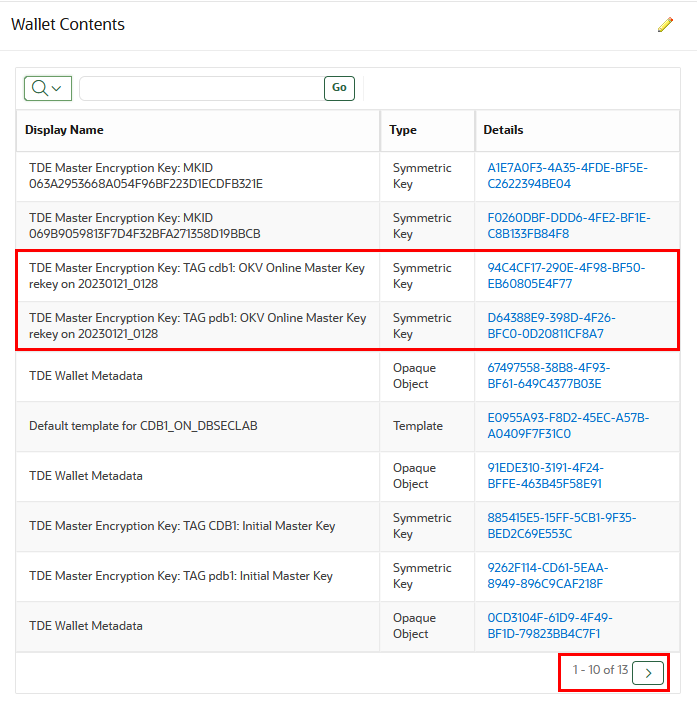 Wallet Contents
Go
Display Name Type Details
TDE Master Encryption Key: MKID
063A2953668A054F96BF223D1ECDFB321E
Symmetric
Key
A1E7A0F3-4A35-4FDE-BF5E-
C2622394BE04
TDE Master Encryption Key: MKID
069B9059813F7D4F32BFA271358D19BBCB
Symmetric
Key
F0260DBF-DDD6-4FE2-BF1E-
C8B133FB84F8
TDE Master Encryption Key: TAG cdb1: OKV Online Master Key
rekey on 20230121_0128
Symmetric
Key
94C4CF17-290E-4F98-BF50-
EB60805E4F77
TDE Master Encryption Key: TAG pdb1: OKV Online Master Key
rekey on 20230121_0128
Symmetric
Key
D64388E9-398D-4F26-
BFC0-0D20811CF8A7
TDE Wallet Metadata
Opaque
Object
67497558-38B8-4F93-
BF61-649C4377B03E
Default template for CDB1_ON_DBSECLAB
Template
E0955A93-F8D2-45EC-A57B-
A0409F7F31C0
TDE Wallet Metadata
Opaque
Object
91EDE310-3191-4F24-
BFFE-463B45F58E91
TDE Master Encryption Key: TAG CDB1: Initial Master Key
Symmetric
Key
885415E5-15FF-5CB1-9F35-
BED2C69E553C
TDE Master Encryption Key: TAG pdb1: Initial Master Key
Symmetric
Key
9262F114-CD61-5EAA-
8949-896C9CAF218F
TDE Wallet Metadata
Opaque
Object
0CD3104F-61D9-4F49-
BF1D-79823BB4C7F1
1 - 10 of 13